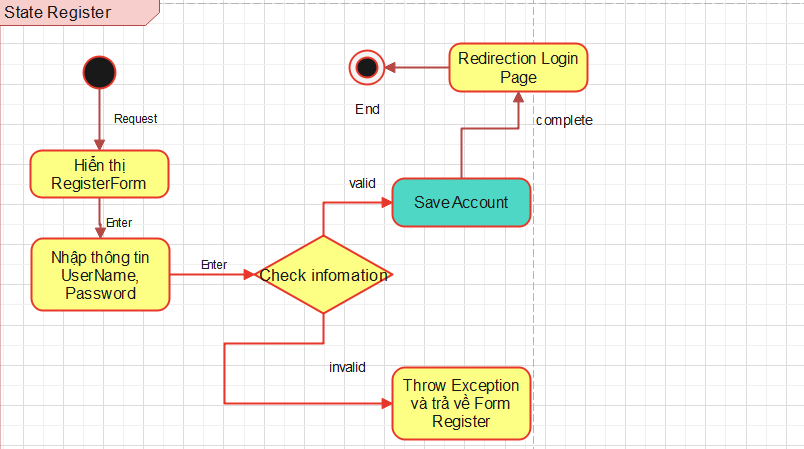 State Register
Request
Hiển thị
RegisterForm
Enter
Nhập thông tin
UserName,
Password
Enter
Check infomation
valid
Save Account
complete
Redirection Login
Page
End
invalid
Throw Exception
và trả về Form
Register